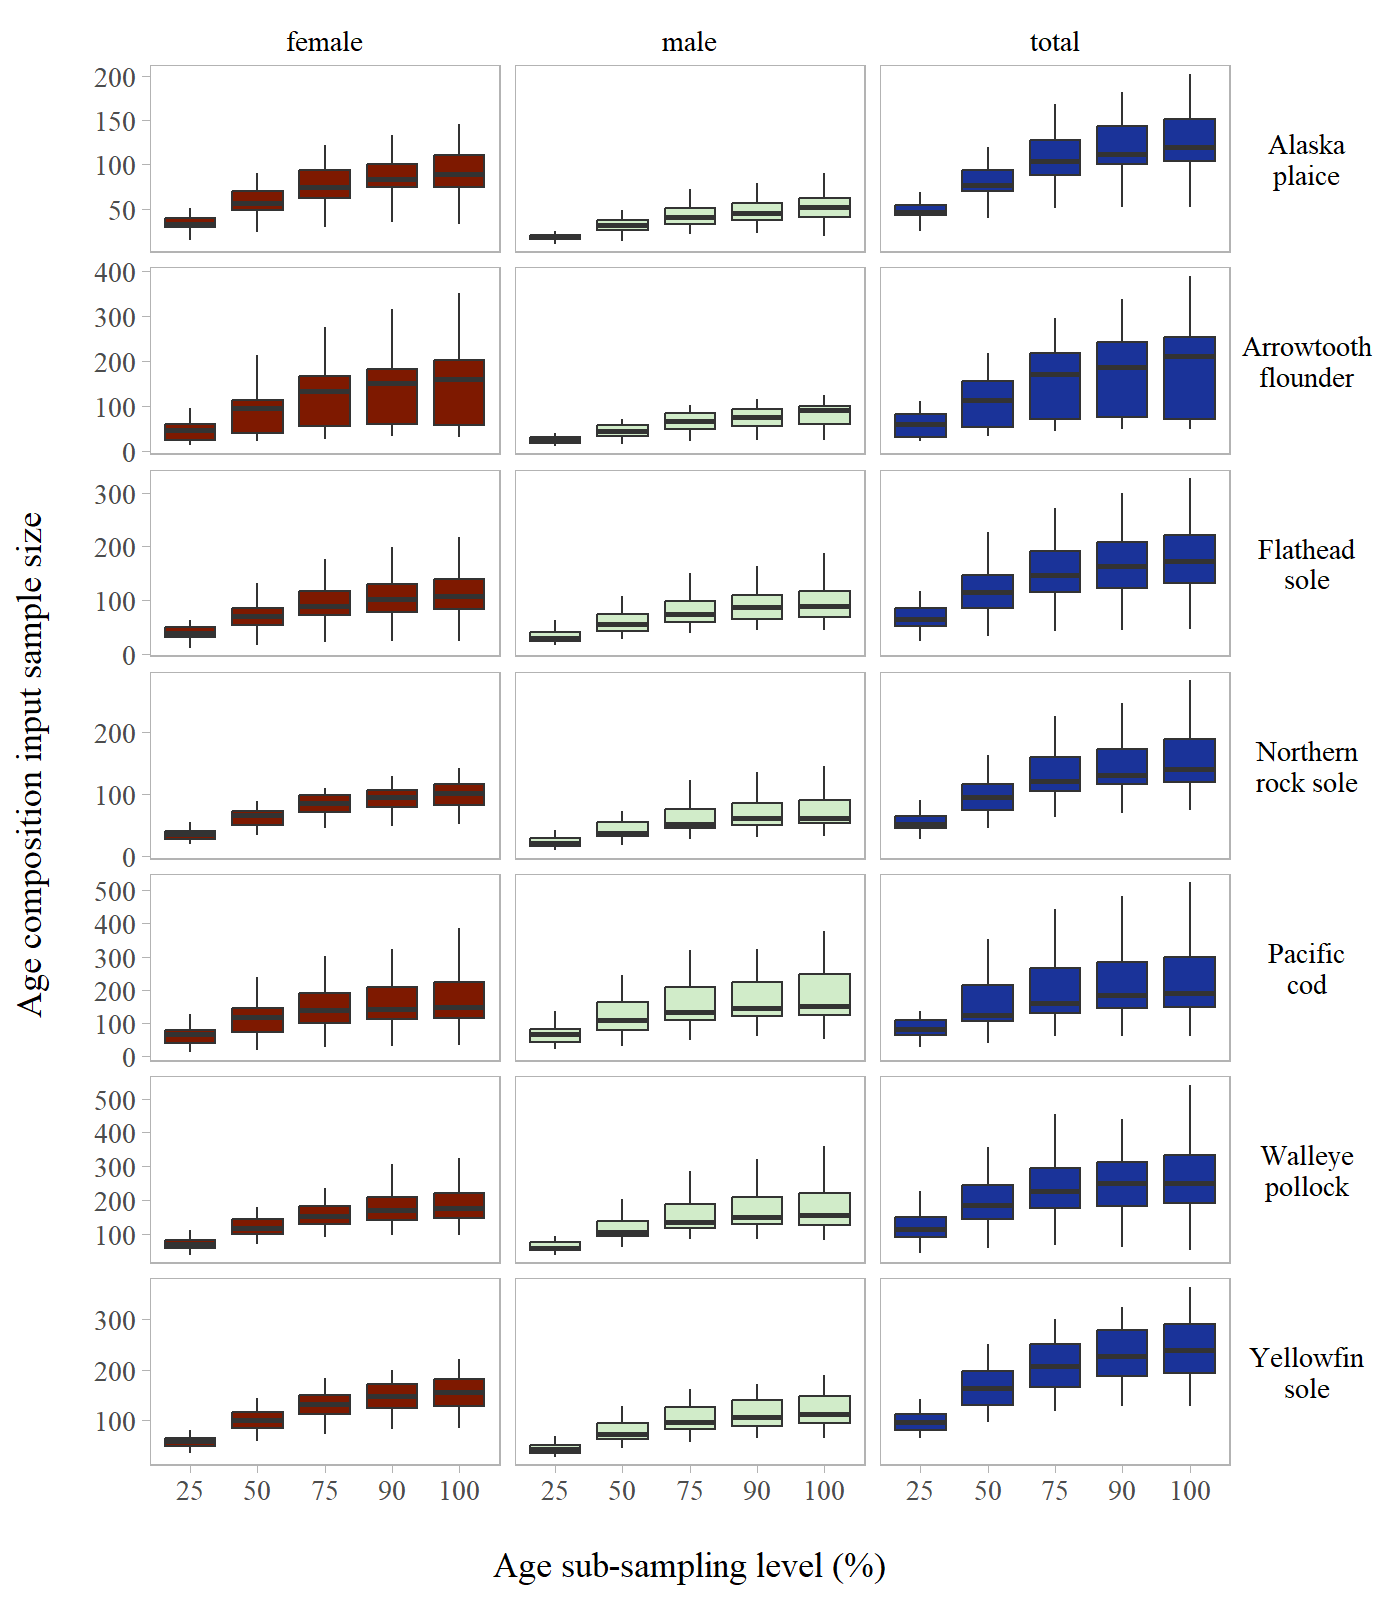 female male total
200
150
100
50
Alaska
plaice
400
300
200
100
0
Arrowtooth
flounder
300
200
100
0
Flathead
sole
200
100
0
Northern
rock sole
500
400
300
200
100
0
Pacific
cod
500
400
300
200
100
Walleye
pollock
300
200
100
Yellowfin
sole
Age composition input sample size
25 50 75 90 100 25 50 75 90 100 25 50 75 90 100
Age sub-sampling level (%)